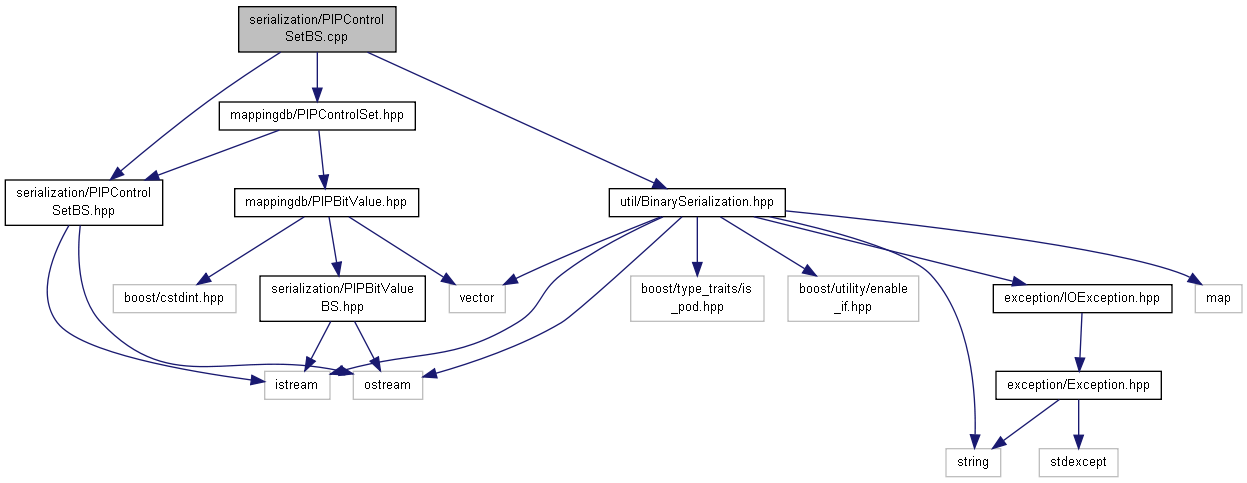 serialization/PIPControl
SetBS.cpp
mappingdb/PIPControlSet.hpp
serialization/PIPControl
SetBS.hpp
mappingdb/PIPBitValue.hpp
util/BinarySerialization.hpp
boost/cstdint.hpp
serialization/PIPBitValue
BS.hpp
vector
boost/type_traits/is
_pod.hpp
boost/utility/enable
_if.hpp
exception/IOException.hpp
map
istream
ostream
exception/Exception.hpp
string
stdexcept